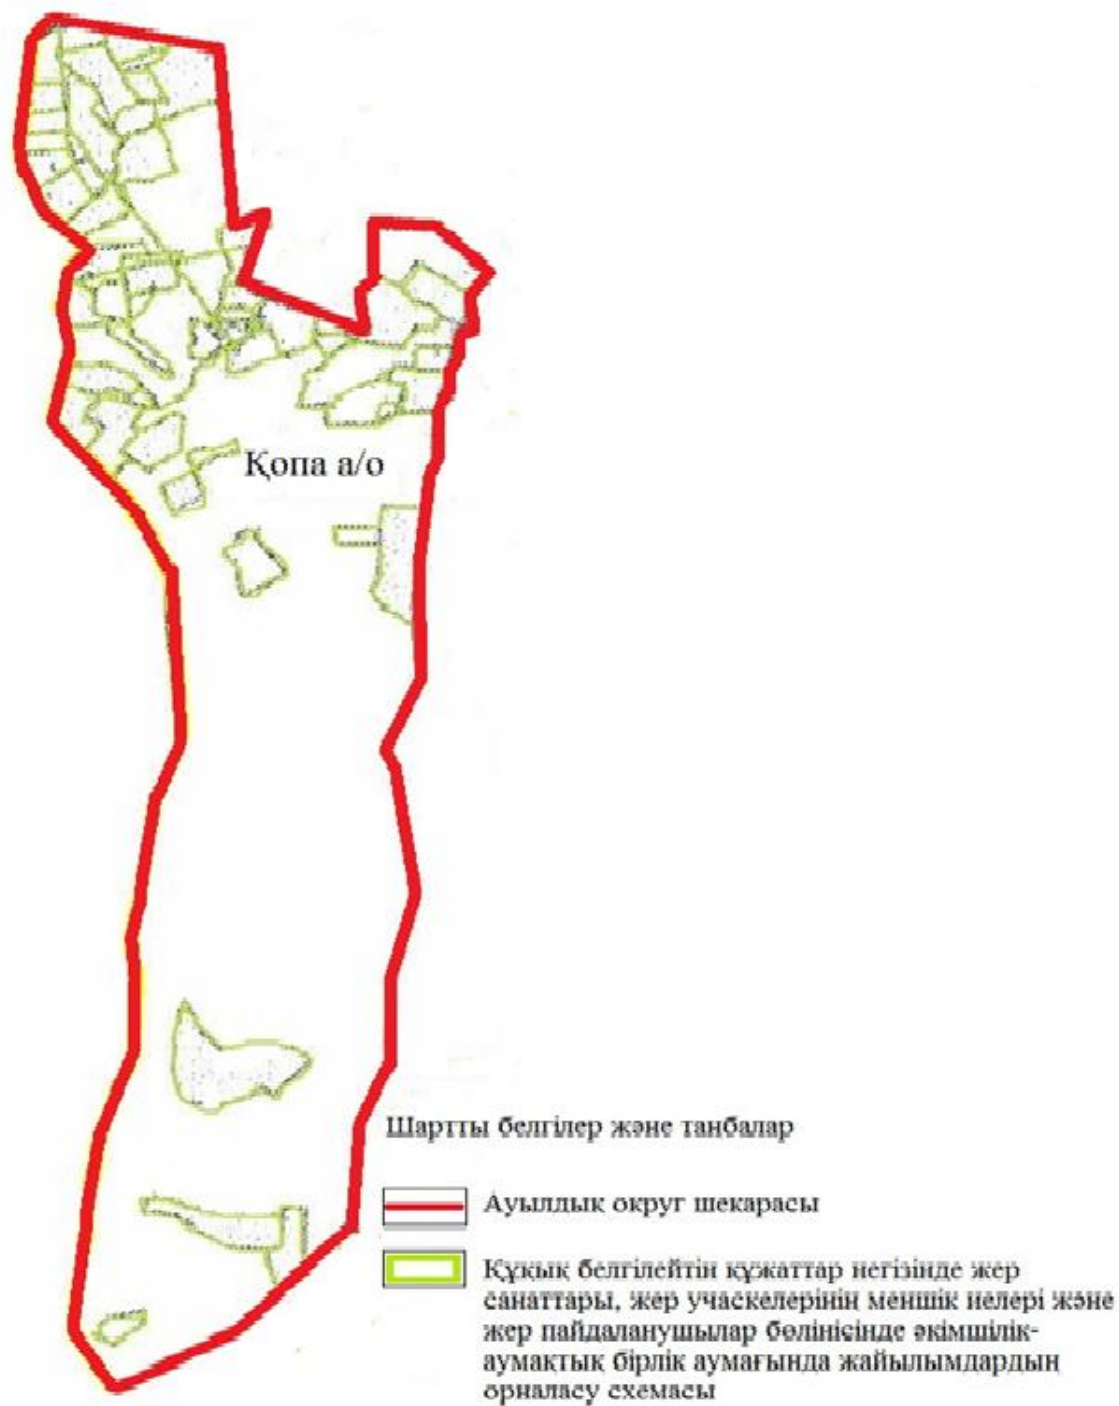 Қопа а/о
Шартты белгілер және таңбалар
Ауылдық округ шекарасы
Құқық белгілейтін құжаттар негізінде жер
санаттары, жер учаскелерінің меншік иелері және
жер пайдаланушылар бөлінісінде әкімшілік-
аумақтық бірлік аумағында жайылымдардың
орналасу схемасы